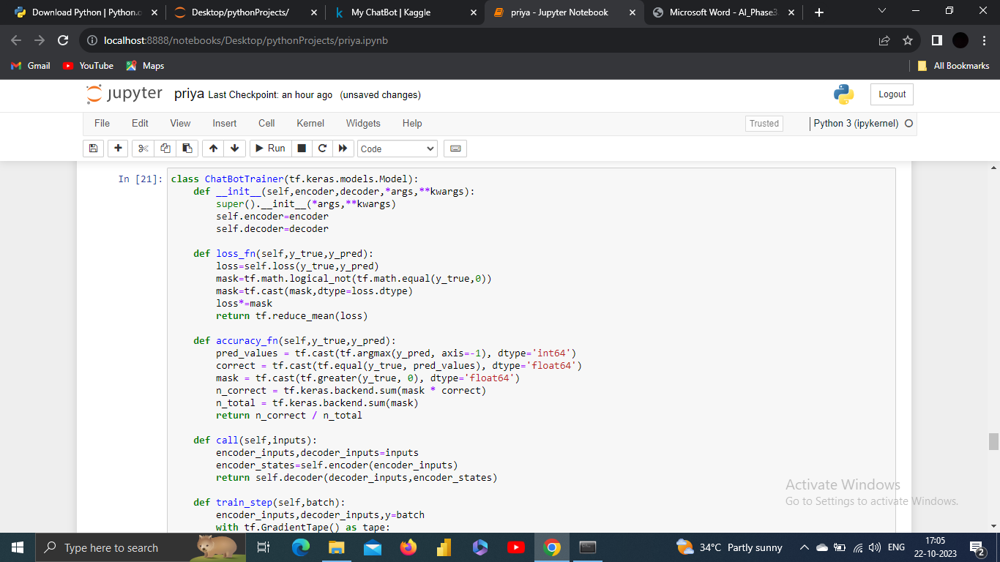 Download Python | Python.o
Desktop/pythonProjects/
My ChatBot | Kaggle
priya - Jupyter Notebook
Microsoft Word - AI_Phase3
localhost:8888/notebooks/Desktop/pythonProjects/priya.ipynb
Gmail
YouTube
Maps
All Bookmarks
jupyter priya Last Checkpoint: an hour ago (unsaved changes)
Logout
File Edit View Insert Cell Kernel Widgets Help
Trusted
Python 3 (ipykernel)
Run
Code
In [21]:
class ChatBotTrainer(tf.keras.models.Model):
    def __init__(self,encoder,decoder,*args,**kwargs):
        super().__init__(*args,**kwargs)
        self.encoder=encoder
        self.decoder=decoder
    def loss_fn(self,y_true,y_pred):
        loss=self.loss(y_true,y_pred)
        mask=tf.math.logical_not(tf.math.equal(y_true,0))
        mask=tf.cast(mask,dtype=loss.dtype)
        loss*=mask
        return tf.reduce_mean(loss)
    def accuracy_fn(self,y_true,y_pred):
        pred_values = tf.cast(tf.argmax(y_pred, axis=-1), dtype='int64')
        correct = tf.cast(tf.equal(y_true, pred_values), dtype='float64')
        mask = tf.cast(tf.greater(y_true, 0), dtype='float64')
        n_correct = tf.keras.backend.sum(mask * correct)
        n_total = tf.keras.backend.sum(mask)
        return n_correct / n_total
    def call(self,inputs):
        encoder_inputs,decoder_inputs=inputs
        encoder_states=self.encoder(encoder_inputs)
        return self.decoder(decoder_inputs,encoder_states)
    def train_step(self,batch):
        encoder_inputs,decoder_inputs,y=batch
        with tf.GradientTape() as tape:
Activate Windows
Go to Settings to activate Windows.
Type here to search
34°C Partly sunny
ENG
17:05
22-10-2023
2